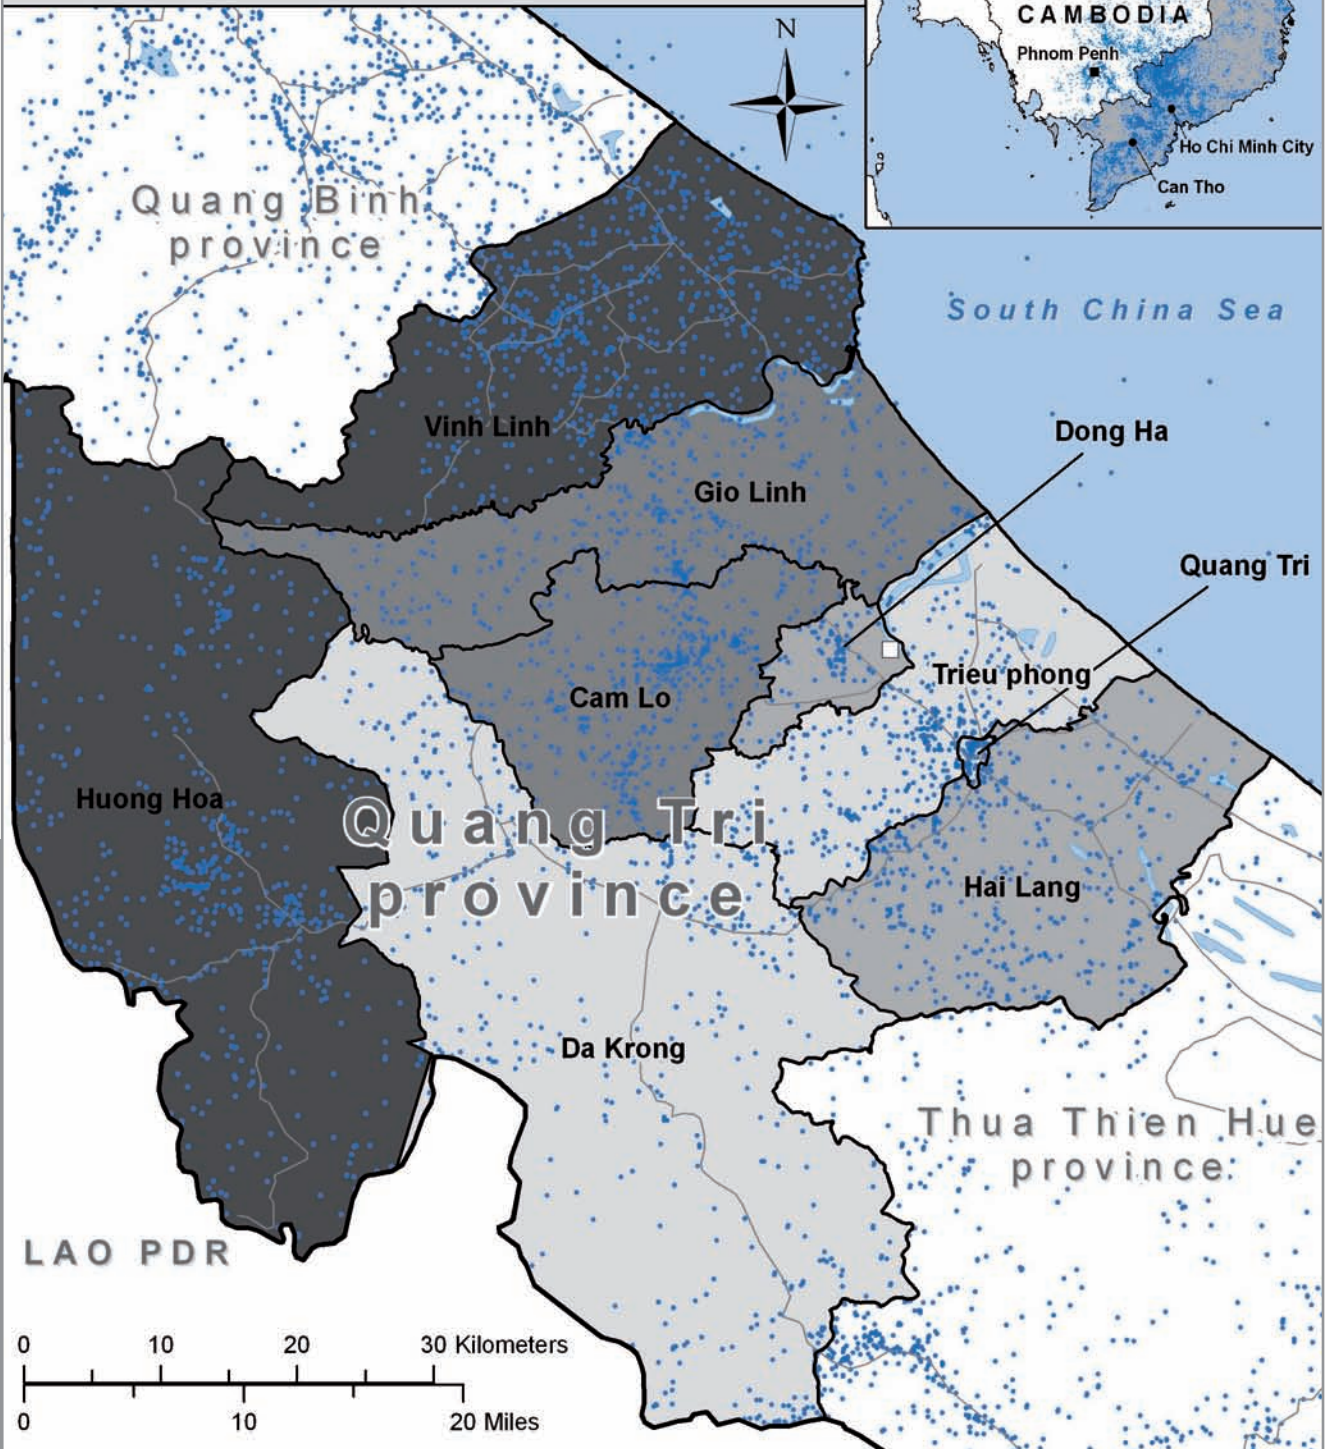 CAMBODIA
Phnom Penh
Ho Chi Minh City
Can Tho
N
Quang Binh
province
South China Sea
Vinh Linh
Dong Ha
Gio Linh
Quang Tri
Trieu phong
Cam Lo
Huong Hoa
Quang Tri
province
Hai Lang
Da Krong
Thua Thien Hue
province
LAO PDR
0 10 20 30 Kilometers
0 10 20 Miles